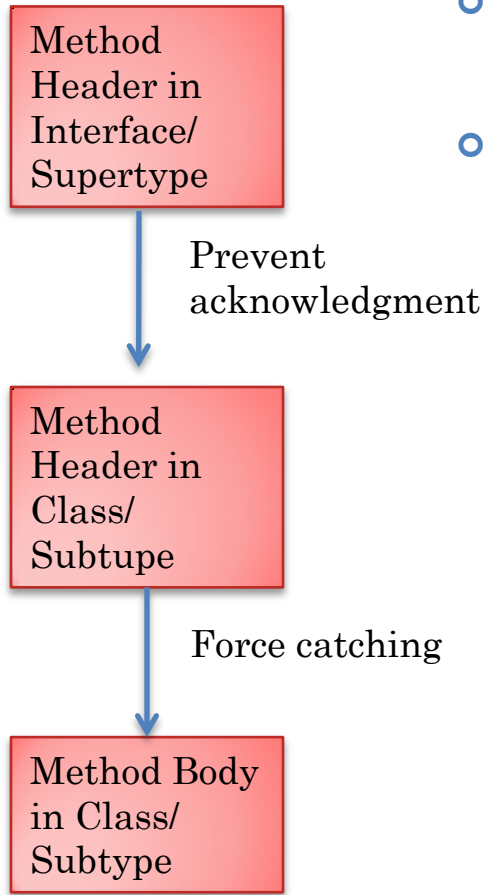 Method
Header in
Interface/
Supertype
Prevent
acknowledgment
Method
Header in
Class/
Subtupe
Force catching
Method Body
in Class/
Subtype